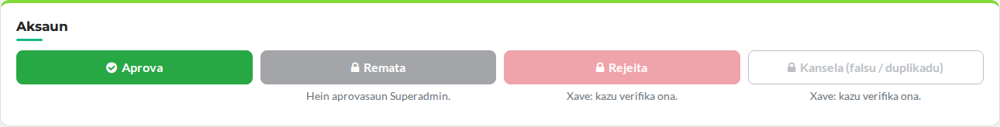 Aksaun
Aprova
Remata
Rejeita
Kansela (falsu / duplikadu)
Hein aprovasaun Superadmin.
Xave: kazu verifika ona.
Xave: kazu verifika ona.